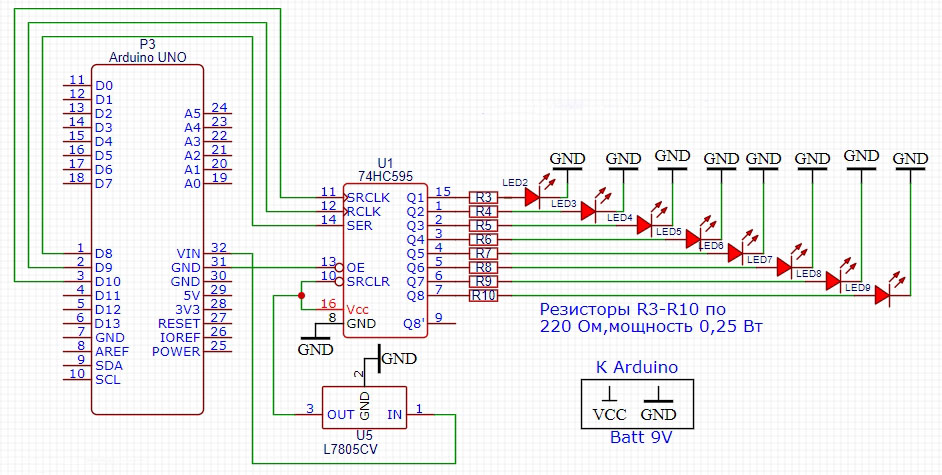 P3
Arduino UNO
11 D0
12 D1
13 D2
14 D3
15 D4
16 D5
17 D6
18 D7
A5 24
A4 23
A3 22
A2 21
A1 20
A0 19
1 D8
2 D9
3 D10
4 D11
5 D12
6 D13
7 GND
8 AREF
9 SDA
10 SCL
VIN 32
GND 31
GND 30
5V 29
3V3 28
RESET 27
IOREF 26
POWER 25
U1
74HC595
11 SRCLK
12 RCLK
14 SER
13 OE
10 SRCLR
16 Vcc
8 GND
GND
Q1 15 R3
Q2 1 R4
Q3 2 R5
Q4 3 R6
Q5 4 R7
Q6 5 R8
Q7 6 R9
Q8 7 R10
Q8' 9
GND GND GND GND GND GND GND GND
LED2
LED3
LED4
LED5
LED6
LED7
LED8
LED9
Резисторы R3-R10 по
220 Ом,мощность 0,25 Вт
2 GND
3 OUT GND IN 1
U5
L7805CV
К Arduino
VCC GND
Batt 9V